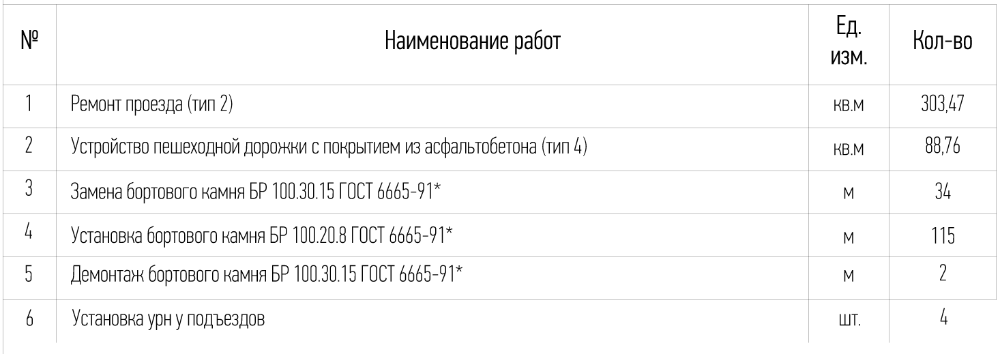 № Наименование работ Ед. изм. Кол-во
1 Ремонт проезда (тип 2) кв.м 303,47
2 Устройство пешеходной дорожки с покрытием из асфальтобетона (тип 4) кв.м 88,76
3 Замена бортового камня БР 100.30.15 ГОСТ 6665-91* м 34
4 Установка бортового камня БР 100.20.8 ГОСТ 6665-91* м 115
5 Демонтаж бортового камня БР 100.30.15 ГОСТ 6665-91* м 2
6 Установка урн у подъездов шт. 4